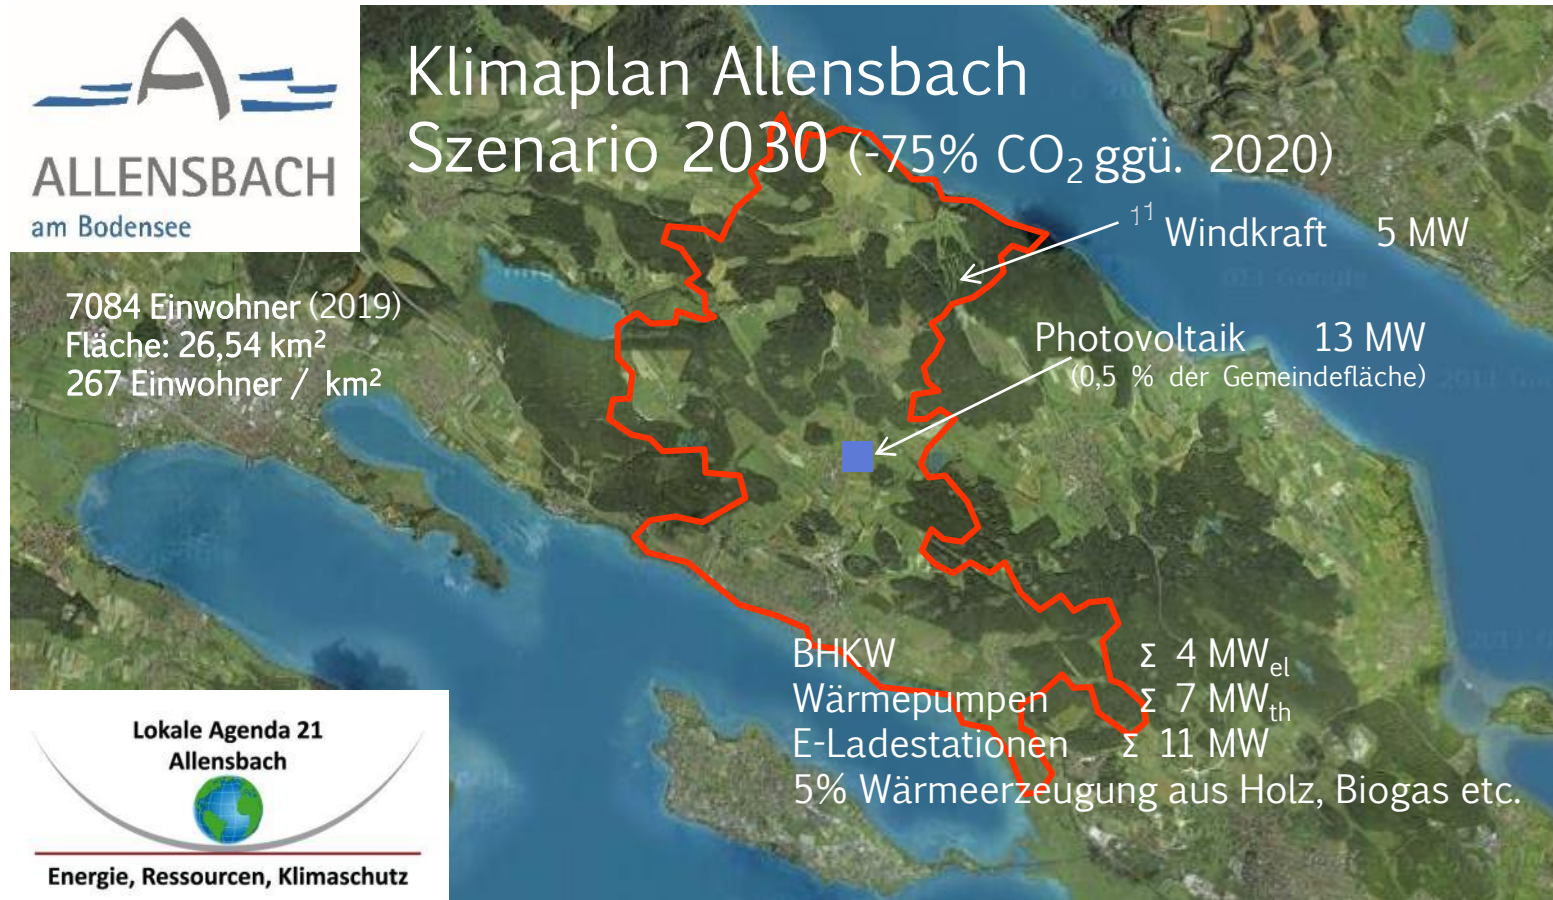 ALLENSBACH
am Bodensee
Klimaplan Allensbach
Szenario 2030 (-75% CO₂ ggü. 2020)
7084 Einwohner (2019)
Fläche: 26,54 km²
267 Einwohner / km²
11 Windkraft 5 MW
Photovoltaik 13 MW
(0,5 % der Gemeindefläche)
BHKW Σ 4 MWel
Wärmepumpen Σ 7 MWth
E-Ladestationen Σ 11 MW
5% Wärmeerzeugung aus Holz, Biogas etc.
Lokale Agenda 21
Allensbach
Energie, Ressourcen, Klimaschutz